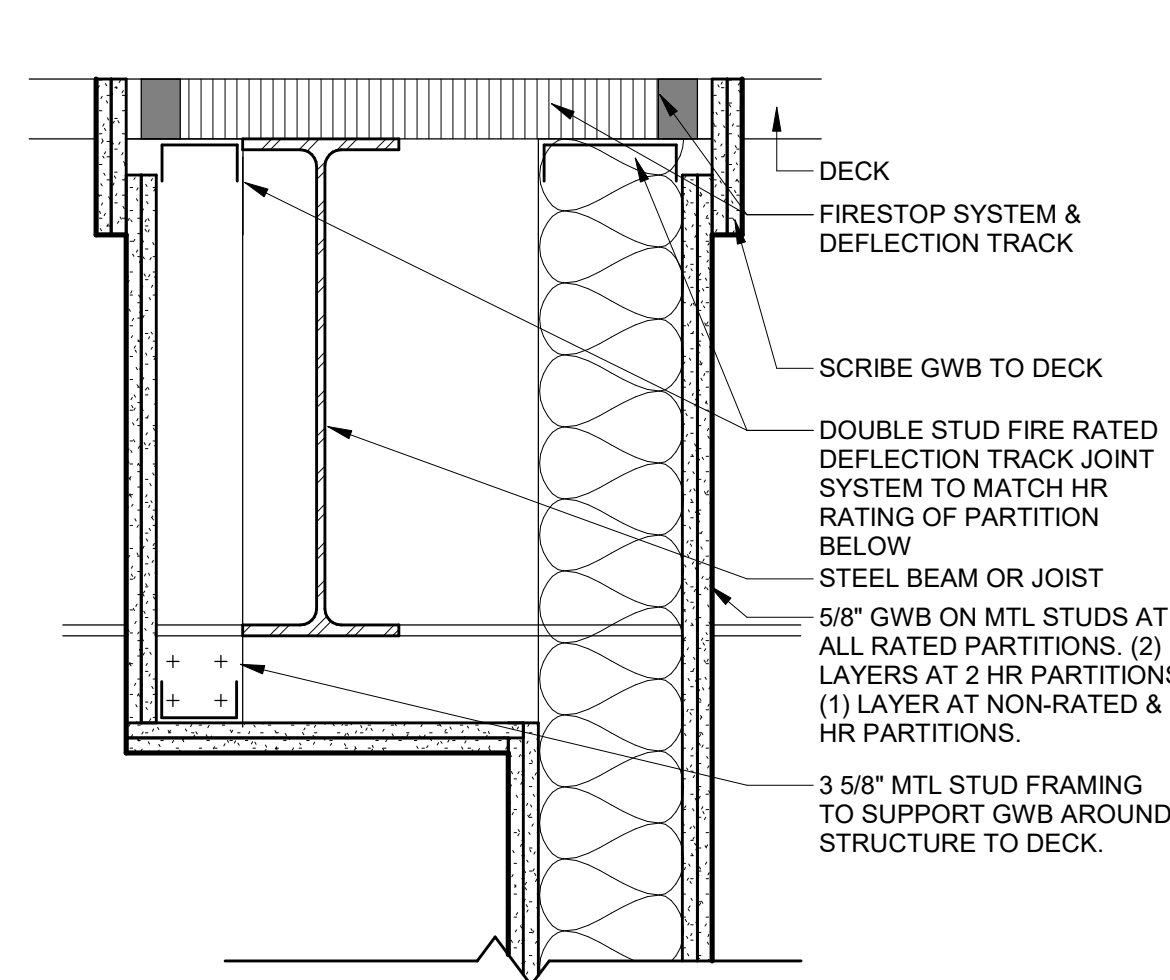 DECK
FIRESTOP SYSTEM &
DEFLECTION TRACK
SCRIBE GWB TO DECK
DOUBLE STUD FIRE RATED
DEFLECTION TRACK JOINT
SYSTEM TO MATCH HR
RATING OF PARTITION
BELOW
STEEL BEAM OR JOIST
5/8" GWB ON MTL STUDS AT
ALL RATED PARTITIONS. (2)
LAYERS AT 2 HR PARTITIONS
(1) LAYER AT NON-RATED &
HR PARTITIONS.
3 5/8" MTL STUD FRAMING
TO SUPPORT GWB AROUND
STRUCTURE TO DECK.